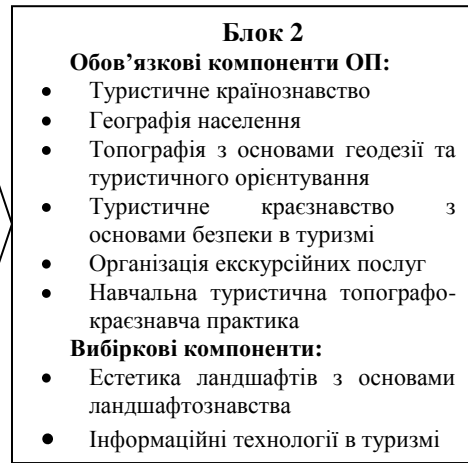 Блок 2
Обов’язкові компоненти ОП:
• Туристичне країнознавство
• Географія населення
• Топографія з основами геодезії та
туристичного орієнтування
• Туристичне краєзнавство з
основами безпеки в туризмі
• Організація екскурсійних послуг
• Навчальна туристична топографо-
краєзнавча практика
Вибіркові компоненти:
• Естетика ландшафтів з основами
ландшафтознавства
• Інформаційні технології в туризмі